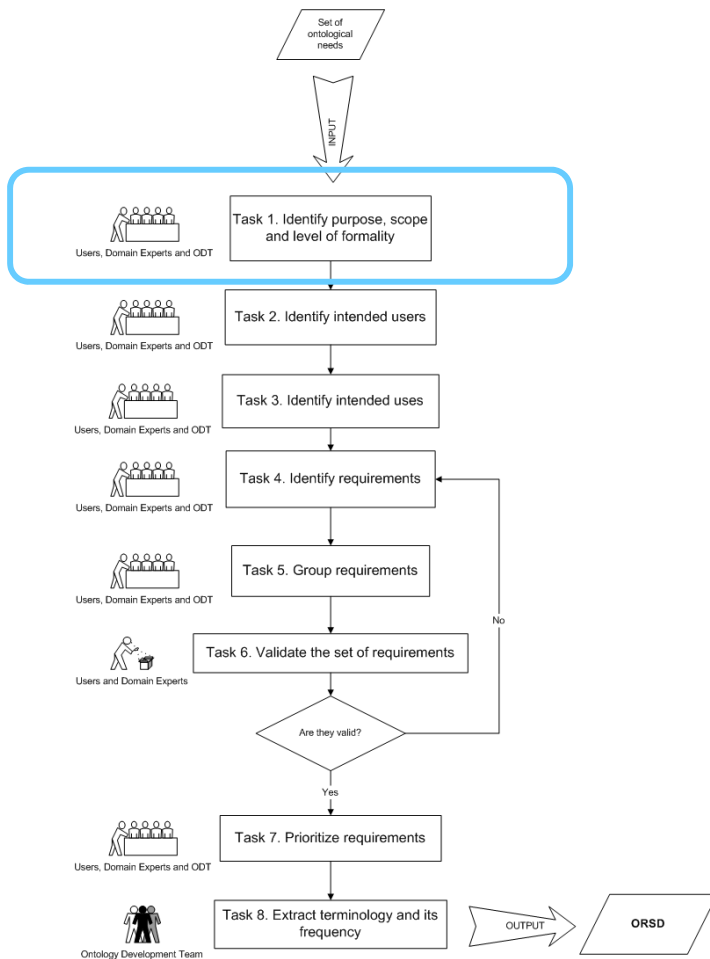 Set of
ontological
needs
INPUT
Task 1. Identify purpose, scope
and level of formality
Users, Domain Experts and ODT
Task 2. Identify intended users
Users, Domain Experts and ODT
Task 3. Identify intended uses
Users, Domain Experts and ODT
Task 4. Identify requirements
Users, Domain Experts and ODT
Task 5. Group requirements
Users, Domain Experts and ODT
No
Task 6. Validate the set of requirements
Users and Domain Experts
Are they valid?
Yes
Task 7. Prioritize requirements
Users, Domain Experts and ODT
Task 8. Extract terminology and its
frequency
Ontology Development Team
OUTPUT
ORSD